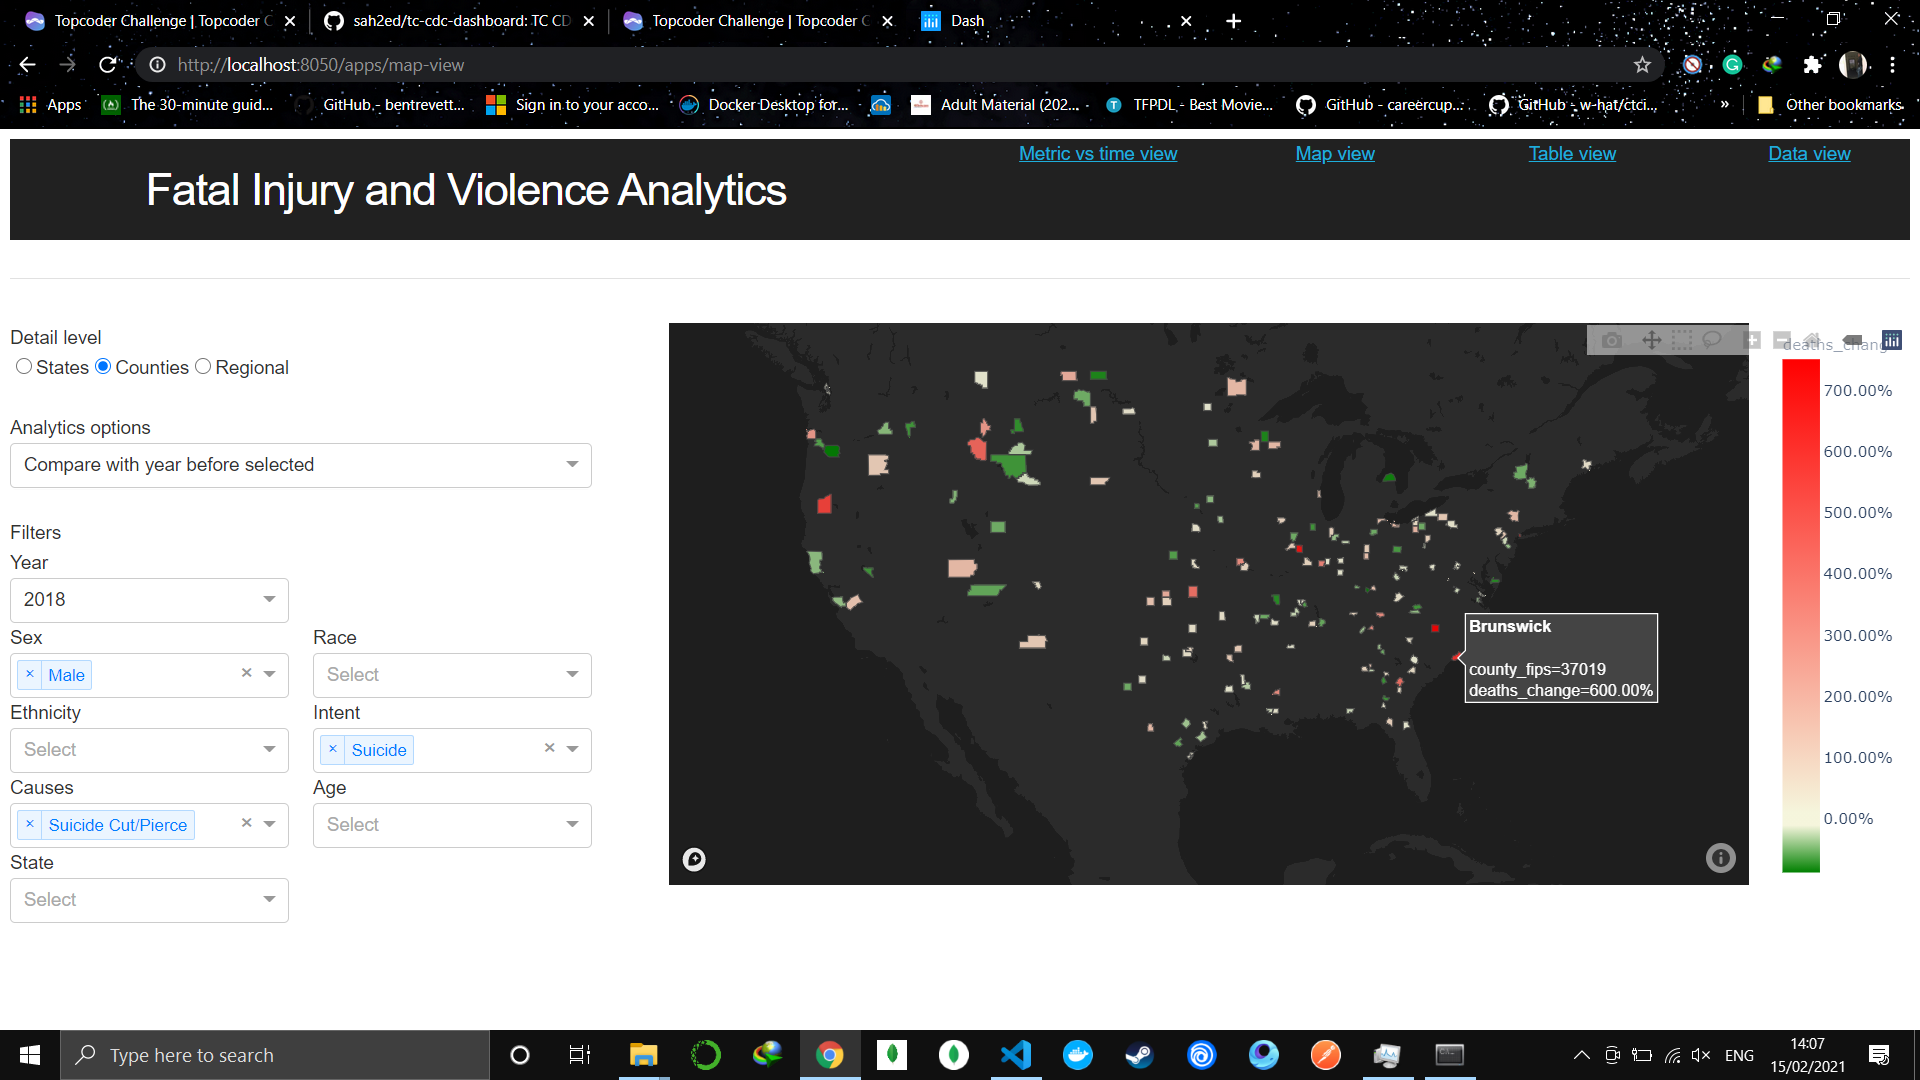 Topcoder Challenge | Topcoder C
sah2ed/tc-cdc-dashboard: TC CD
Topcoder Challenge | Topcoder C
Dash
http://localhost:8050/apps/map-view
Apps
The 30-minute guid...
GitHub - bentrevett...
Sign in to your acco...
Docker Desktop for...
Adult Material (202...
TFPDL - Best Movie...
GitHub - careercup...
GitHub - w-hat/ctci...
»
Other bookmarks
Fatal Injury and Violence Analytics
Metric vs time view
Map view
Table view
Data view
Detail level
States Counties Regional
Analytics options
Compare with year before selected
Filters
Year
2018
Sex
Race
× Male
Select
Ethnicity
Intent
Select
× Suicide
Causes
Age
× Suicide Cut/Pierce
Select
State
Select
Brunswick
county_fips=37019
deaths_change=600.00%
deaths_chang
700.00%
600.00%
500.00%
400.00%
300.00%
200.00%
100.00%
0.00%
Type here to search
ENG
14:07
15/02/2021